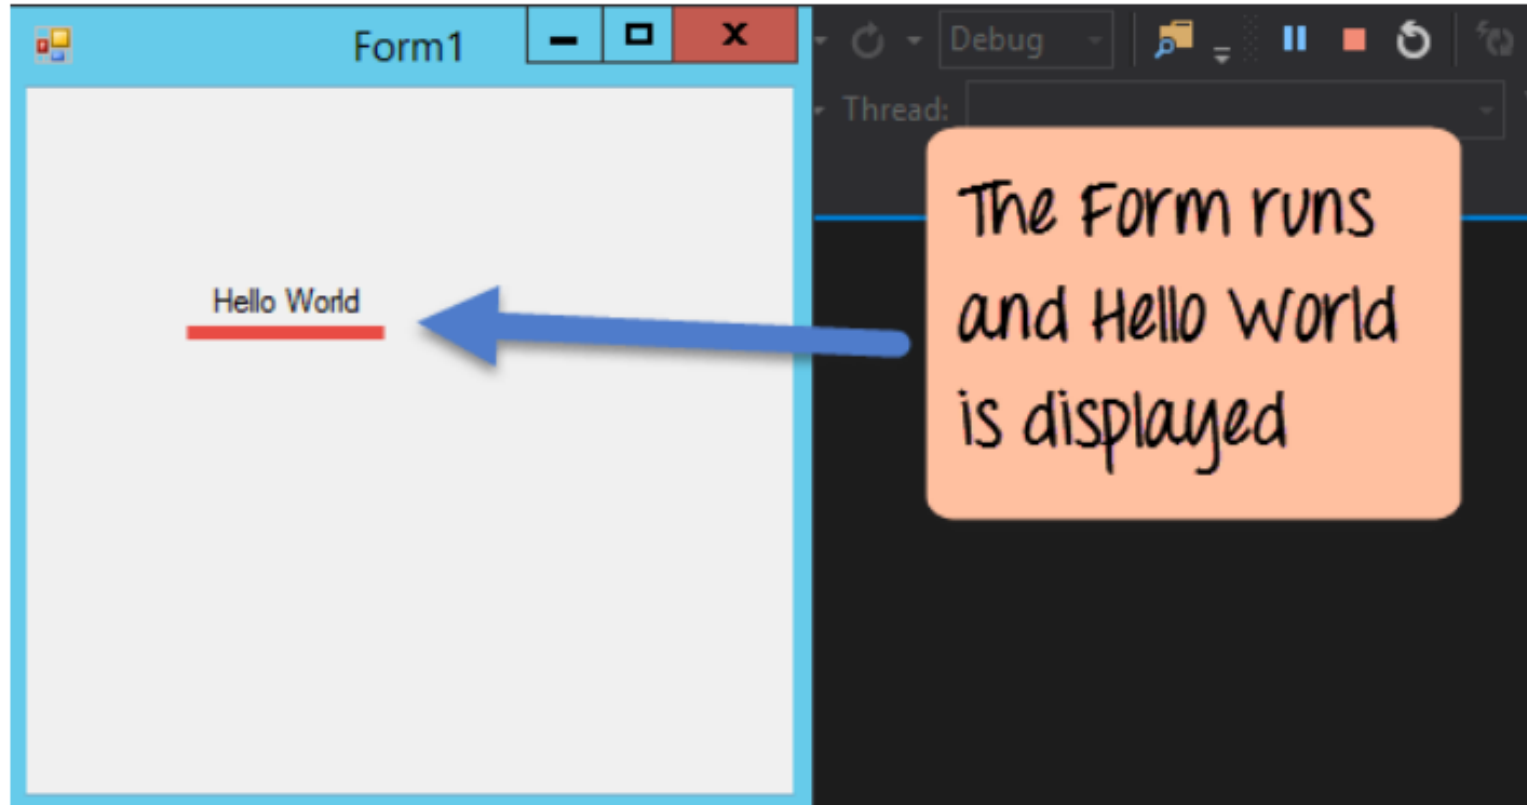 Form1
Debug
Thread:
Hello World
The Form runs
and Hello World
is displayed